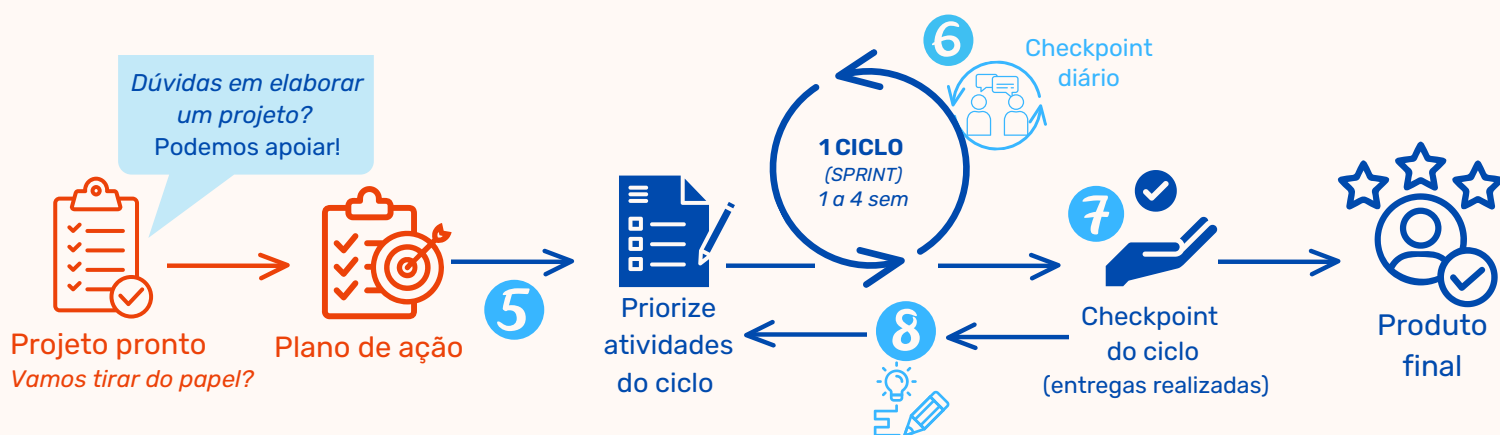 Dúvidas em elaborar
um projeto?
Podemos apoiar!
Projeto pronto
Vamos tirar do papel?
Plano de ação
5
Priorize
atividades
do ciclo
1 CICLO
(SPRINT)
1 a 4 sem
6
Checkpoint
diário
7
Checkpoint
do ciclo
(entregas realizadas)
8
Produto
final